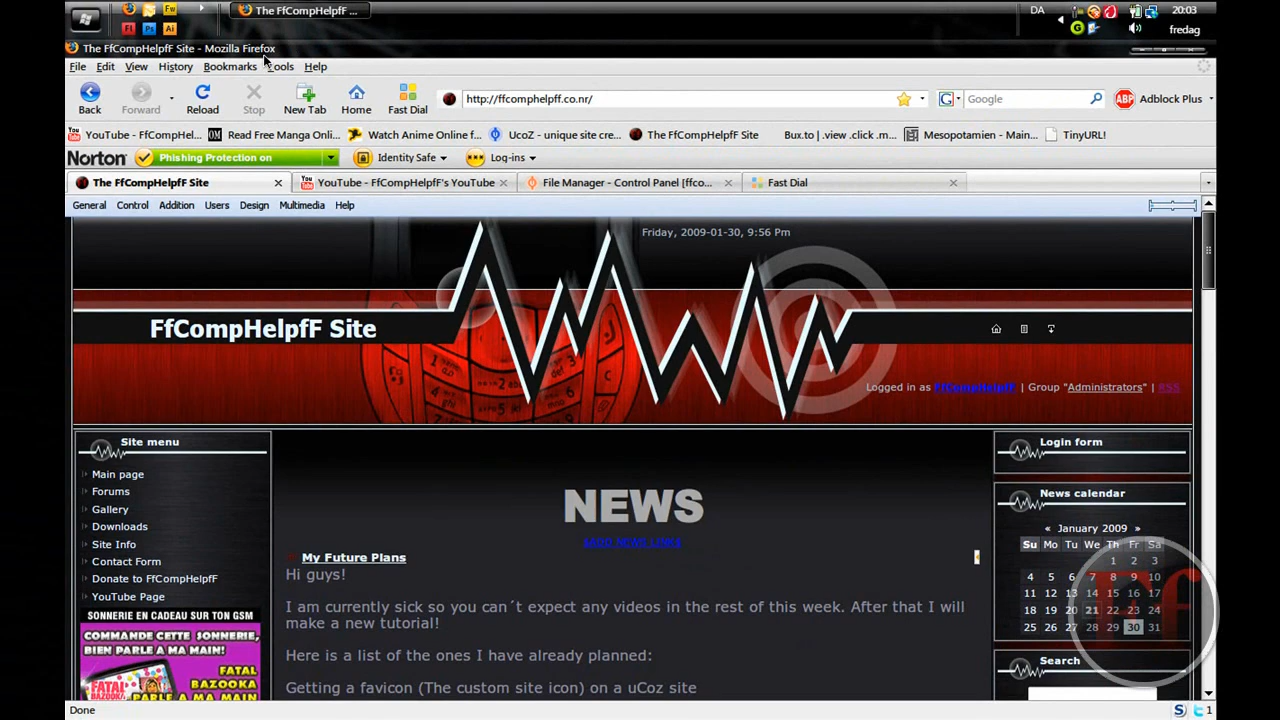 The FfCompHelpfF ...
DA
20:03
fredag
Fw
Fl Ps Ai
The FfCompHelpfF Site - Mozilla Firefox
File Edit View History Bookmarks Tools Help
Back Forward Reload Stop New Tab Home Fast Dial
http://ffcomphelpff.co.nr/
Google
ABP Adblock Plus
YouTube - FfCompHel... Read Free Manga Onli... Watch Anime Online f... UcoZ - unique site cre... The FfCompHelpfF Site Bux.to | .view .click .m... Mesopotamien - Main... TinyURL!
Norton Phishing Protection on Identity Safe Log-ins
The FfCompHelpfF Site YouTube - FfCompHelpfF's YouTube File Manager - Control Panel [ffco... Fast Dial
General Control Addition Users Design Multimedia Help
Friday, 2009-01-30, 9:56 Pm
FfCompHelpfF Site
Logged in as FfCompHelpfF | Group "Administrators" | RSS
Site menu
Main page
Forums
Gallery
Downloads
Site Info
Contact Form
Donate to FfCompHelpfF
YouTube Page
SONNERIE EN CADEAU SUR TON GSM
COMMANDE CETTE SONNERIE,
BIEN PARLE A MA MAIN!
FATAL
BAZOOKA
PARLE A MA MAIN
NEWS
My Future Plans
Hi guys!
I am currently sick so you can´t expect any videos in the rest of this week. After that I will
make a new tutorial!
Here is a list of the ones I have already planned:
Getting a favicon (The custom site icon) on a uCoz site
Login form
News calendar
« January 2009 »
Su Mo Tu We Th Fr Sa
1 2 3
4 5 6 7 8 9 10
11 12 13 14 15 16 17
18 19 20 21 22 23 24
25 26 27 28 29 30 31
Ff
Search
Done
1